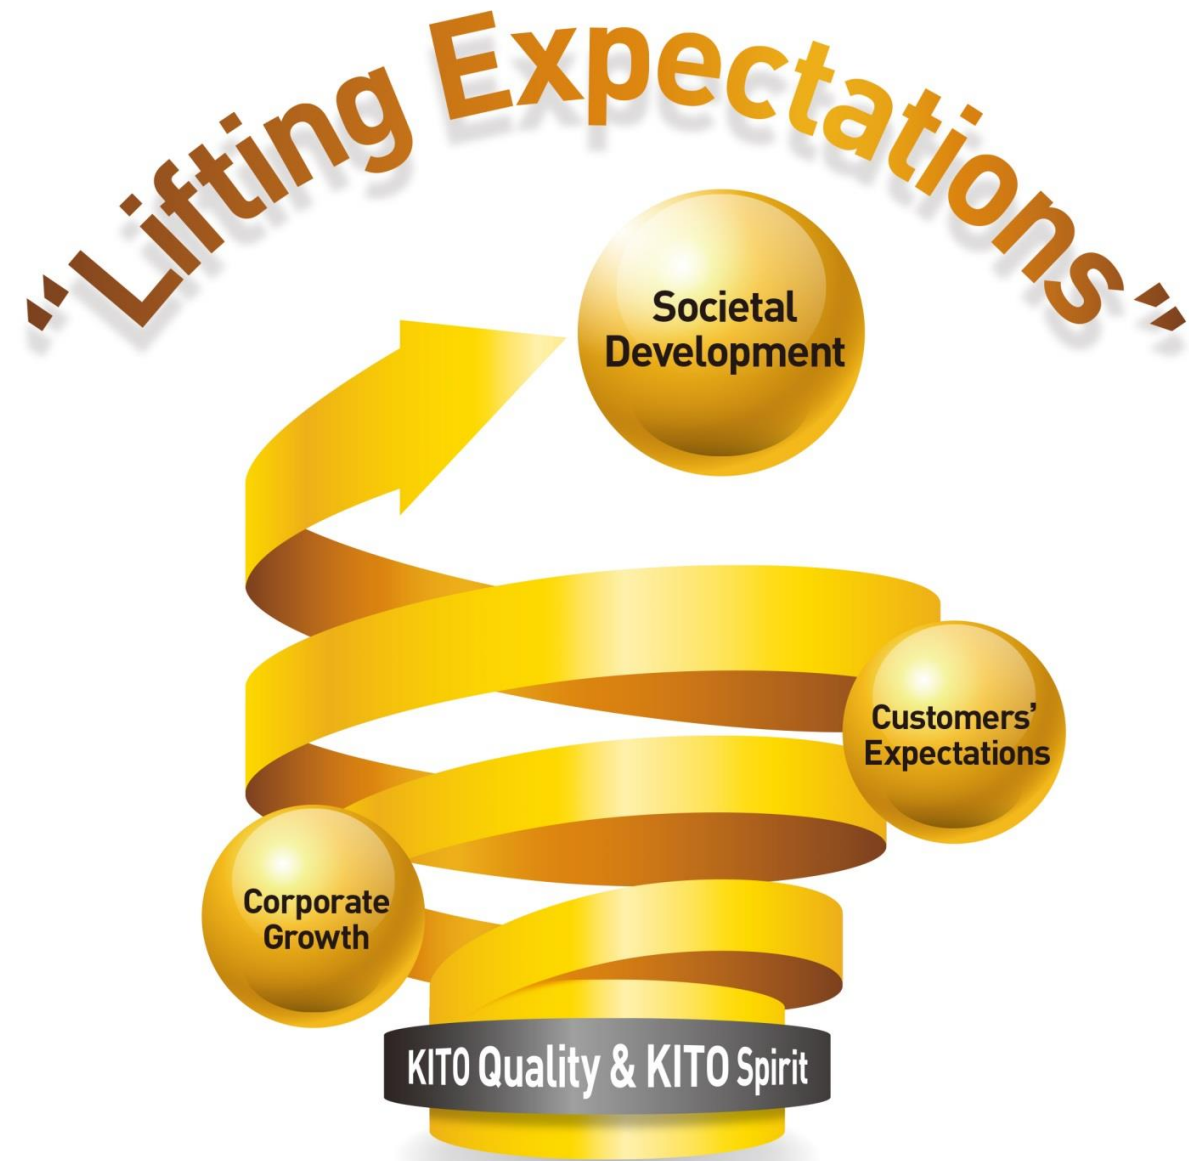 “Lifting Expectations”
Societal
Development
Customers’
Expectations
Corporate
Growth
KITO Quality & KITO Spirit